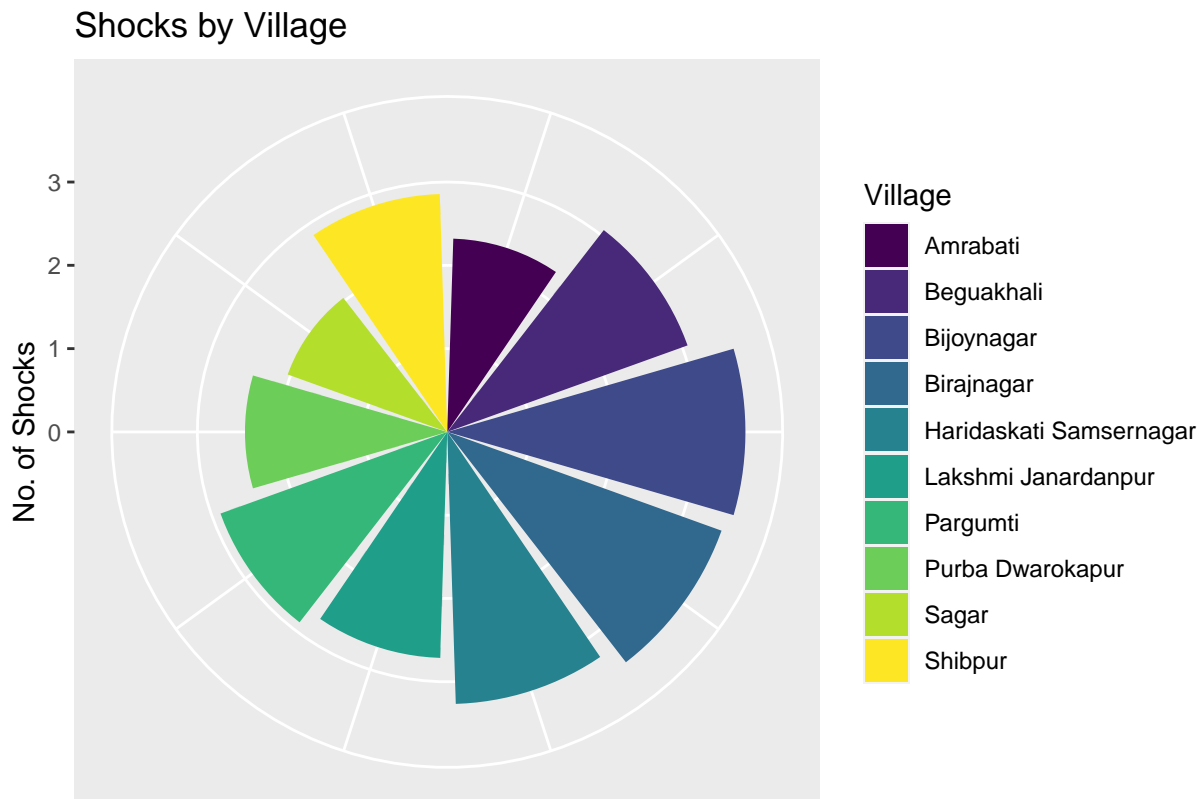 Shocks by Village
3
2
1
0
No. of Shocks
Village
Amrabati
Beguakhali
Bijoynagar
Birajnagar
Haridaskati Samsernagar
Lakshmi Janardanpur
Pargumti
Purba Dwarokapur
Sagar
Shibpur